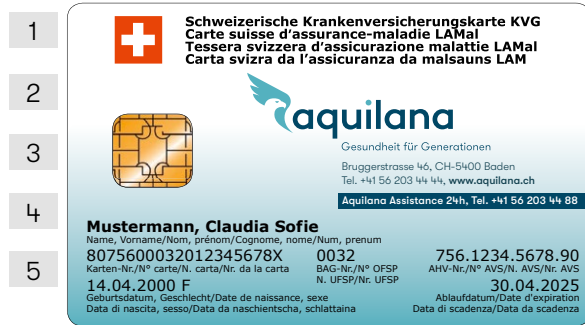 1
2
3
4
5
Schweizerische Krankenversicherungskarte KVG
Carte suisse d'assurance-maladie LAMal
Tessera svizzera d'assicurazione malattie LAMal
Carta svizra da l'assicuranza da malsauns LAM
aquilana
Gesundheit für Generationen
Bruggerstrasse 46, CH-5400 Baden
Tel. +41 56 203 44 44, www.aquilana.ch
Aquilana Assistance 24h, Tel. +41 56 203 44 88
Mustermann, Claudia Sofie
Name, Vorname/Nom, prénom/Cognome, nome/Num, prenum
80756000032012345678X 0032 756.1234.5678.90
Karten-Nr./N° carte/N. carta/Nr. da la carta BAG-Nr./N° OFSP AHV-Nr./N° AVS/N. AVS/Nr. AVS
N. UFSP/Nr. UFSP
14.04.2000 F 30.04.2025
Geburtsdatum, Geschlecht/Date de naissance, sexe Ablaufdatum/Date d'expiration
Data di nascita, sesso/Data da naschientscha, schlattaina Data di scadenza/Data da scadenza